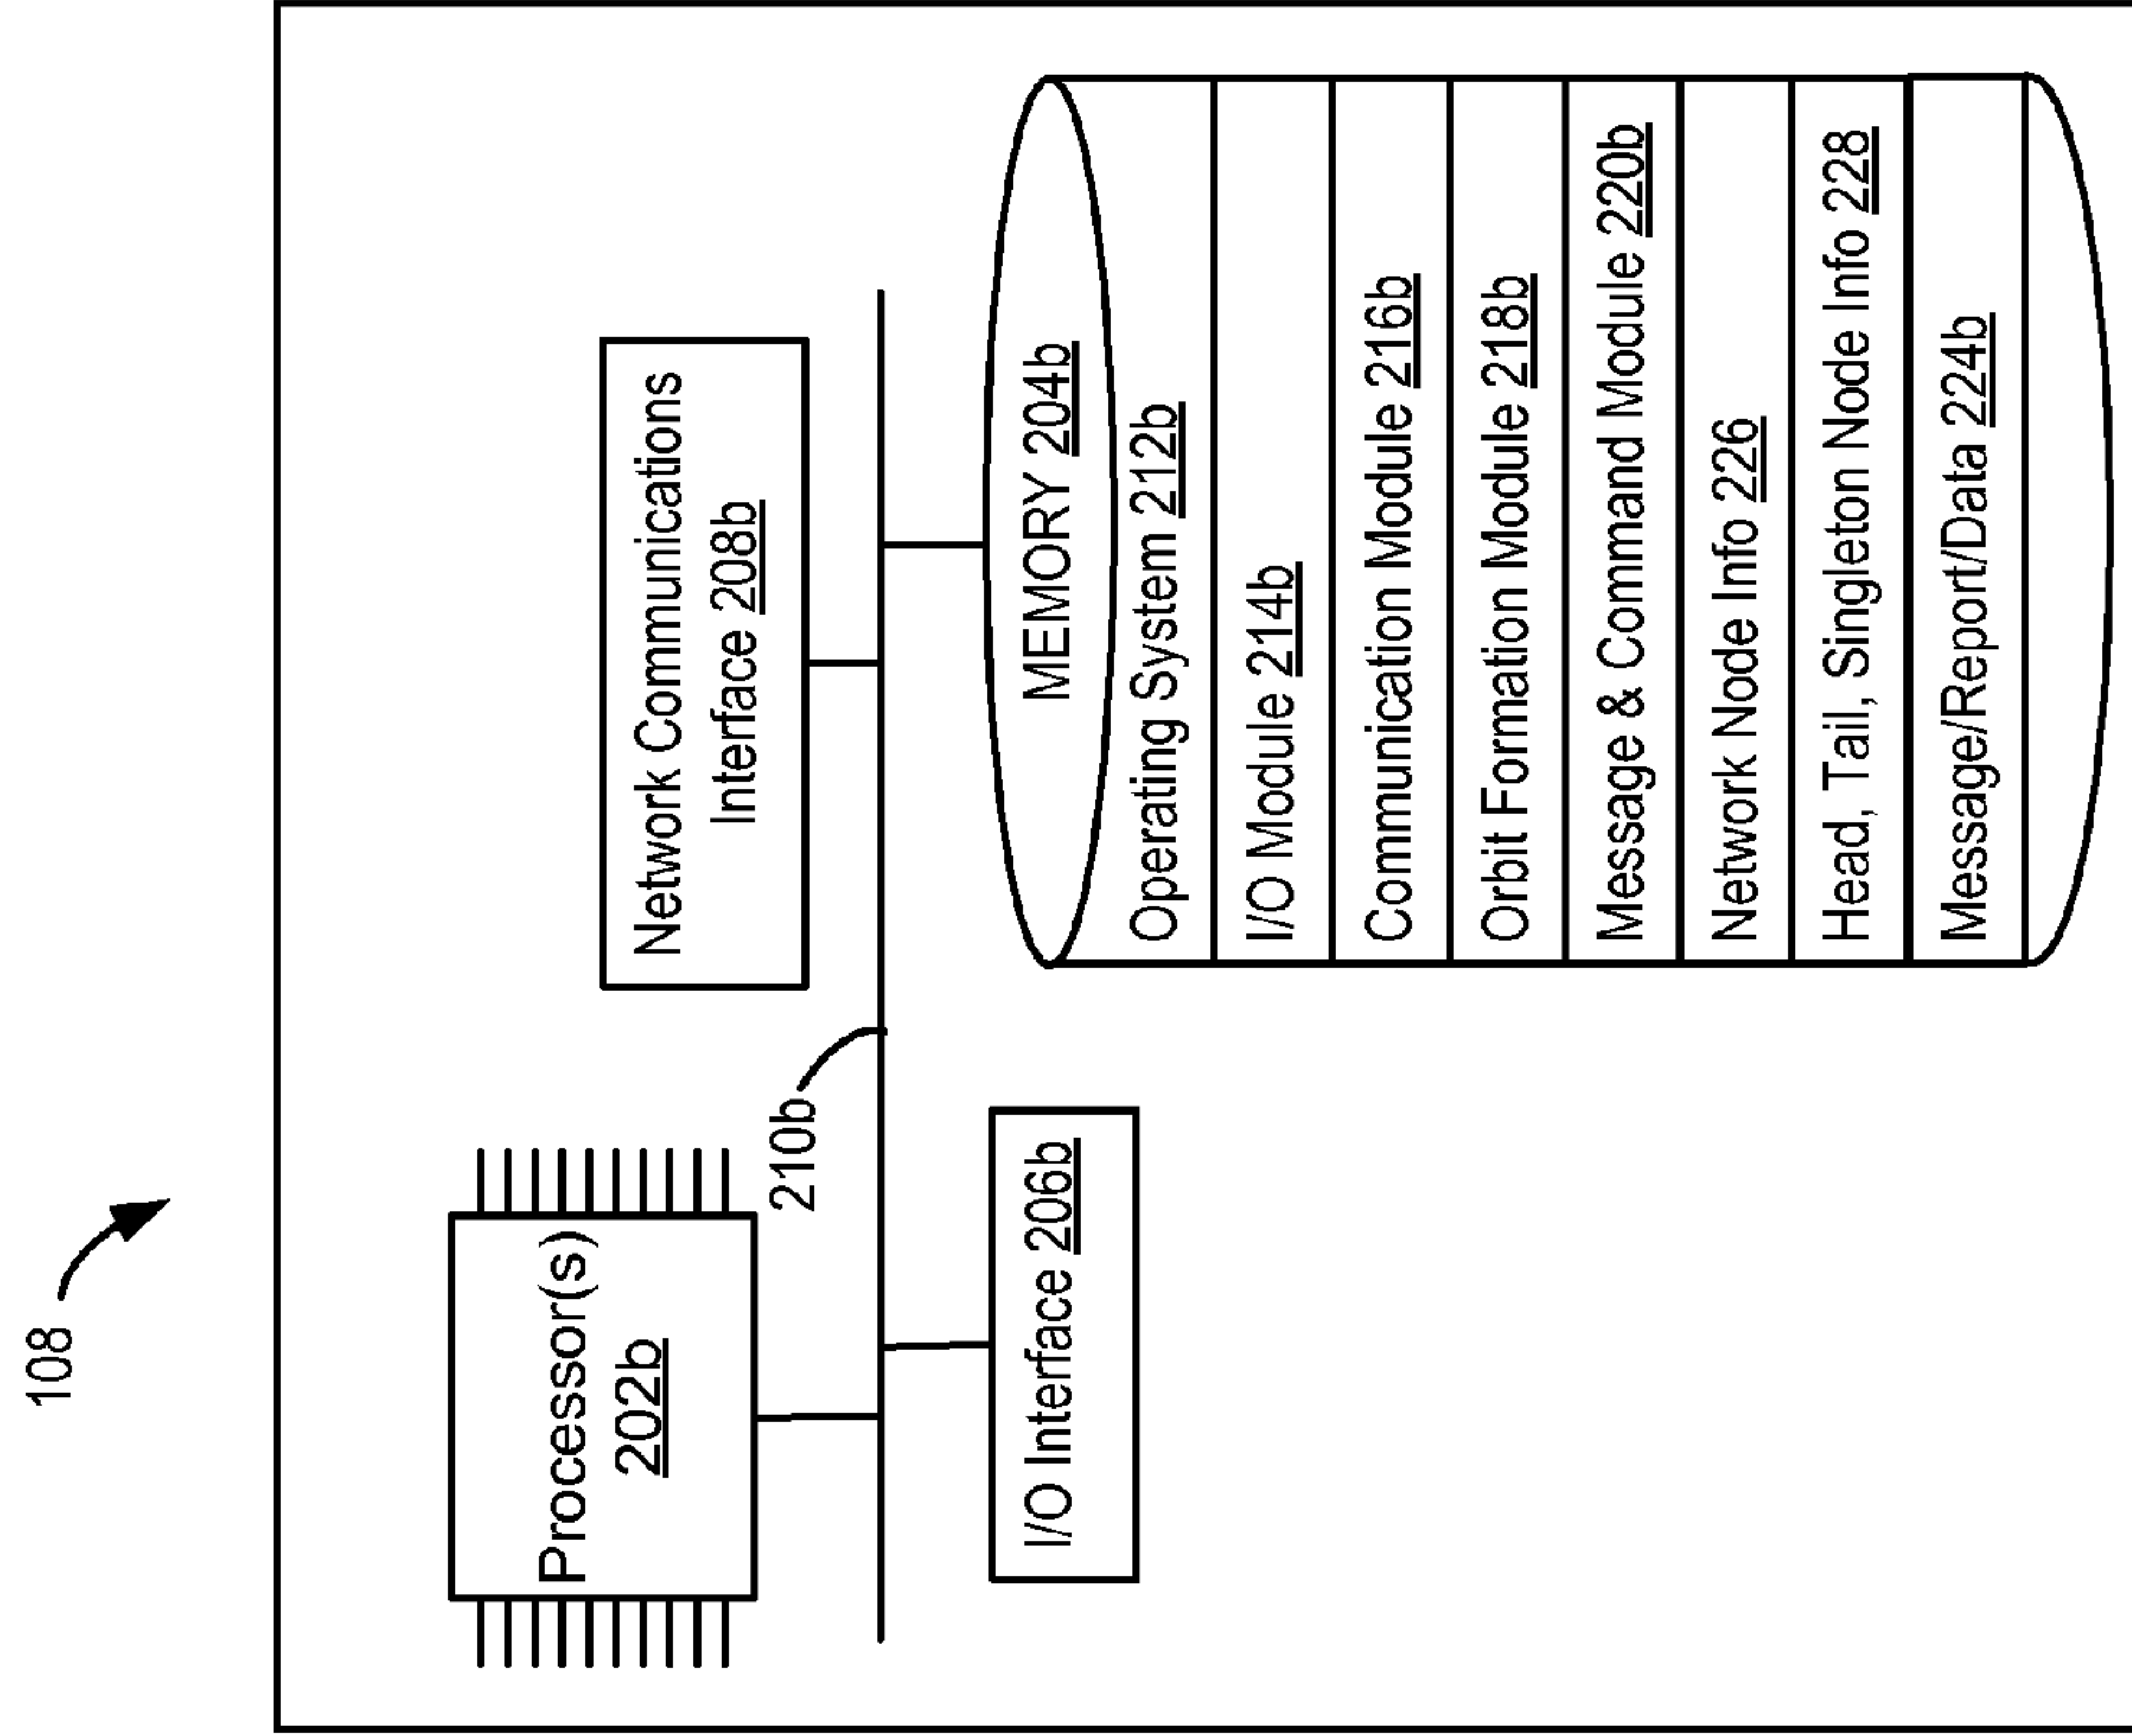 108
Processor(s)
202b
Network Communications
Interface 208b
210b
I/O Interface 206b
MEMORY 204b
Operating System 212b
I/O Module 214b
Communication Module 216b
Orbit Formation Module 218b
Message & Command Module 220b
Network Node Info 226
Head, Tail, Singleton Node Info 228
Message/Report/Data 224b